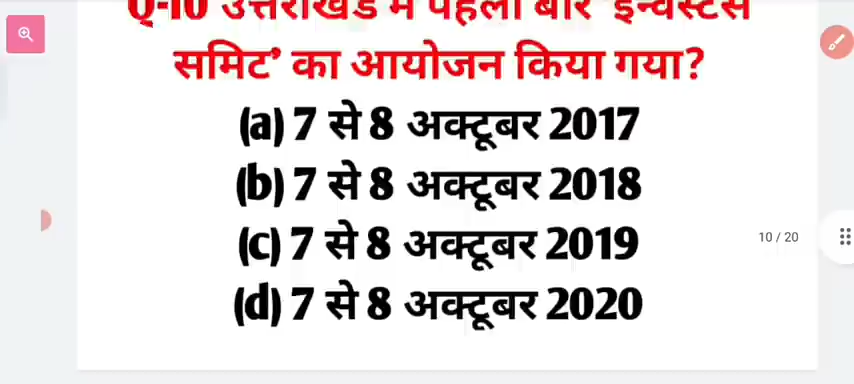 Q-10 उत्तराखंड में पहली बार 'इन्वेस्टर्स
समिट' का आयोजन किया गया?
(a) 7 से 8 अक्टूबर 2017
(b) 7 से 8 अक्टूबर 2018
(c) 7 से 8 अक्टूबर 2019
10 / 20
(d) 7 से 8 अक्टूबर 2020